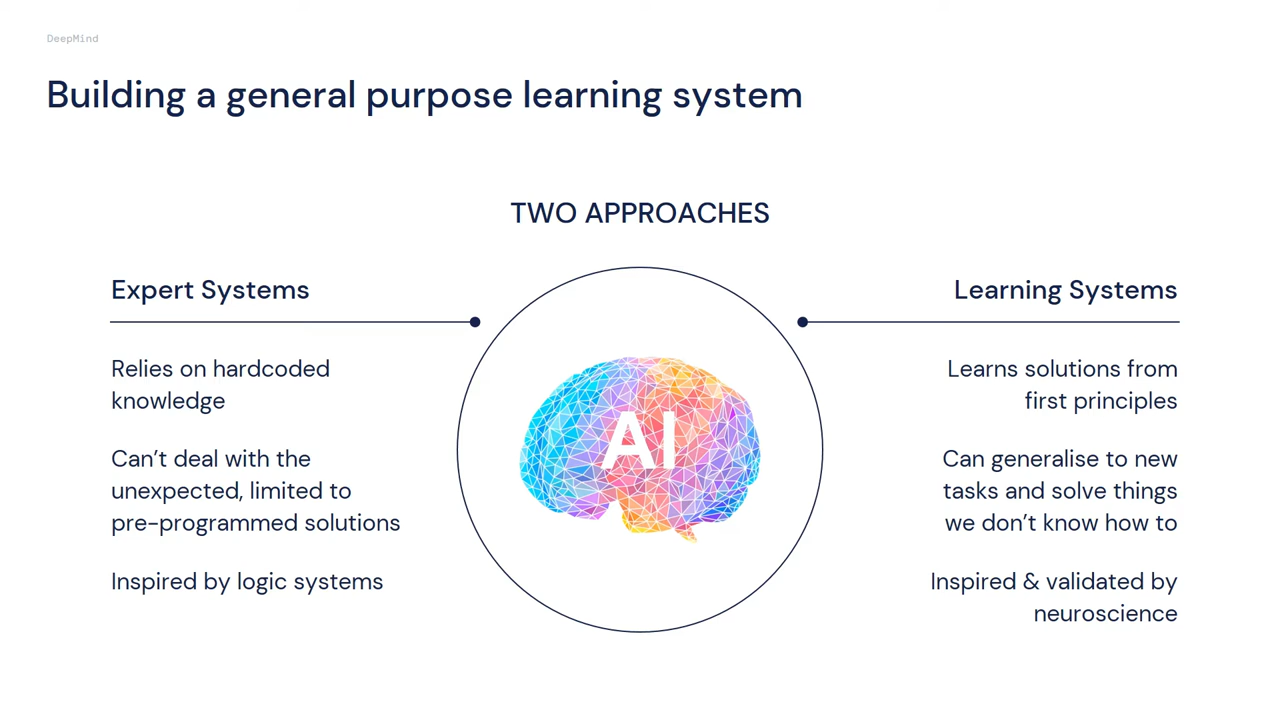 DeepMind
Building a general purpose learning system
TWO APPROACHES
Expert Systems
Relies on hardcoded
knowledge
Can’t deal with the
unexpected, limited to
pre-programmed solutions
Inspired by logic systems
AI
Learning Systems
Learns solutions from
first principles
Can generalise to new
tasks and solve things
we don’t know how to
Inspired & validated by
neuroscience